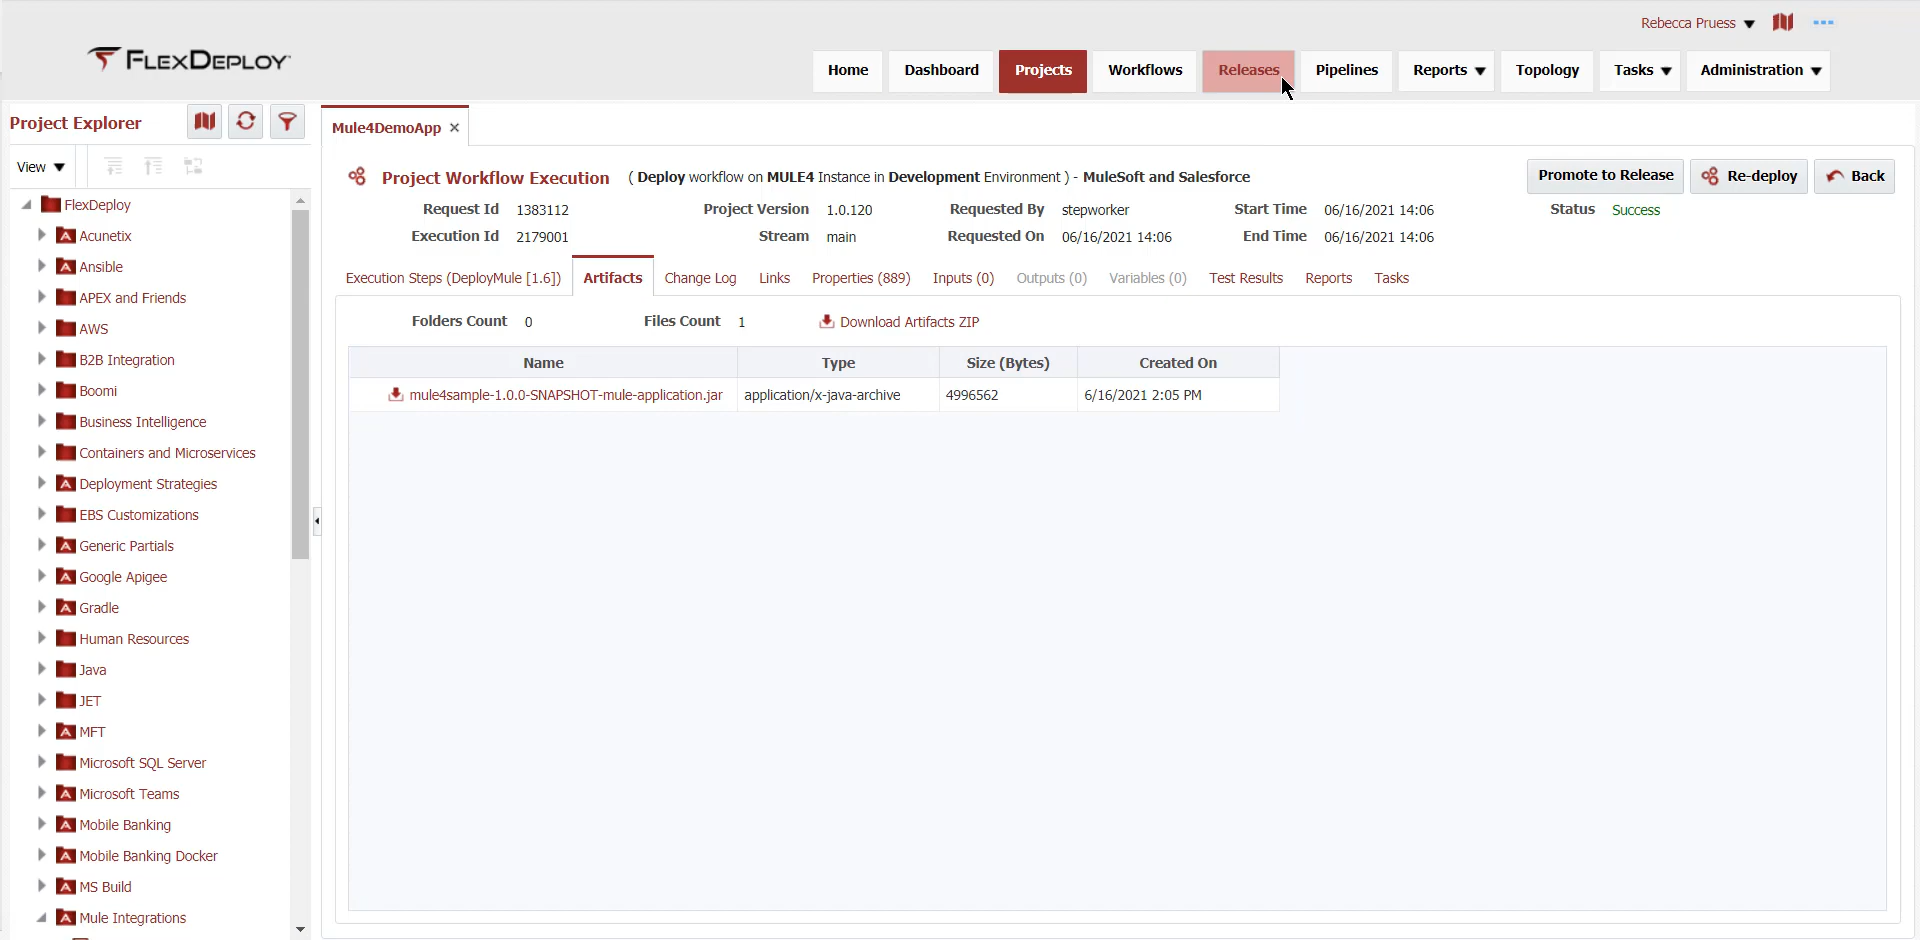 Rebecca Pruess
FLEXDEPLOY
Home Dashboard Projects Workflows Releases Pipelines Reports Topology Tasks Administration
Project Explorer
Mule4DemoApp
View
Project Workflow Execution ( Deploy workflow on MULE4 Instance in Development Environment ) - MuleSoft and Salesforce
Promote to Release Re-deploy Back
Request Id 1383112 Project Version 1.0.120 Requested By stepworker Start Time 06/16/2021 14:06 Status Success
Execution Id 2179001 Stream main Requested On 06/16/2021 14:06 End Time 06/16/2021 14:06
Execution Steps (DeployMule [1.6]) Artifacts Change Log Links Properties (889) Inputs (0) Outputs (0) Variables (0) Test Results Reports Tasks
Folders Count 0 Files Count 1 Download Artifacts ZIP
Name Type Size (Bytes) Created On
mule4sample-1.0.0-SNAPSHOT-mule-application.jar application/x-java-archive 4996562 6/16/2021 2:05 PM
FlexDeploy
Acunetix
Ansible
APEX and Friends
AWS
B2B Integration
Boomi
Business Intelligence
Containers and Microservices
Deployment Strategies
EBS Customizations
Generic Partials
Google Apigee
Gradle
Human Resources
Java
JET
MFT
Microsoft SQL Server
Microsoft Teams
Mobile Banking
Mobile Banking Docker
MS Build
Mule Integrations